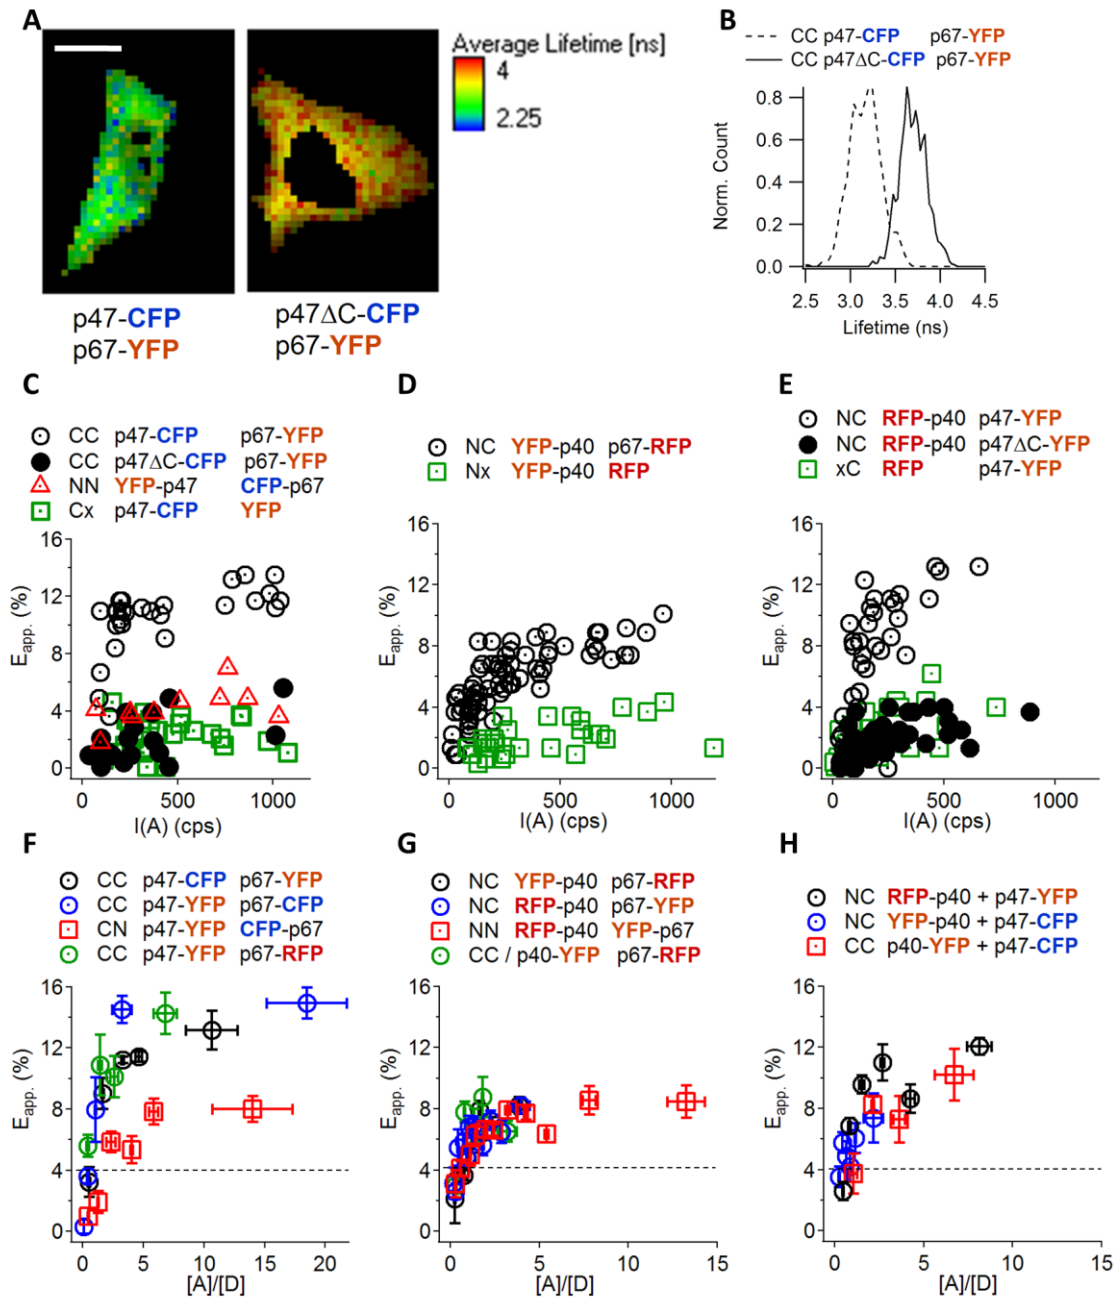 A
Average Lifetime [ns]
4
2.25
p47-CFP
p67-YFP
p47ΔC-CFP
p67-YFP
B
CC p47-CFP p67-YFP
CC p47ΔC-CFP p67-YFP
Norm. Count
0.8
0.6
0.4
0.2
0.0
2.5 3.0 3.5 4.0 4.5
Lifetime (ns)
C
CC p47-CFP p67-YFP
CC p47ΔC-CFP p67-YFP
NN YFP-p47 CFP-p67
Cx p47-CFP YFP
Eapp. (%)
16
12
8
4
0
0 500 1000
I(A) (cps)
D
NC YFP-p40 p67-RFP
Nx YFP-p40 RFP
Eapp. (%)
16
12
8
4
0
0 500 1000
I(A) (cps)
E
NC RFP-p40 p47-YFP
NC RFP-p40 p47ΔC-YFP
xC RFP p47-YFP
Eapp. (%)
16
12
8
4
0
0 500 1000
I(A) (cps)
F
CC p47-CFP p67-YFP
CC p47-YFP p67-CFP
CN p47-YFP CFP-p67
CC p47-YFP p67-RFP
Eapp. (%)
16
12
8
4
0
0 5 10 15 20
[A]/[D]
G
NC YFP-p40 p67-RFP
NC RFP-p40 p67-YFP
NN RFP-p40 YFP-p67
CC / p40-YFP p67-RFP
Eapp. (%)
16
12
8
4
0
0 5 10 15
[A]/[D]
H
NC RFP-p40 + p47-YFP
NC YFP-p40 + p47-CFP
CC p40-YFP + p47-CFP
Eapp. (%)
16
12
8
4
0
0 5 10 15
[A]/[D]